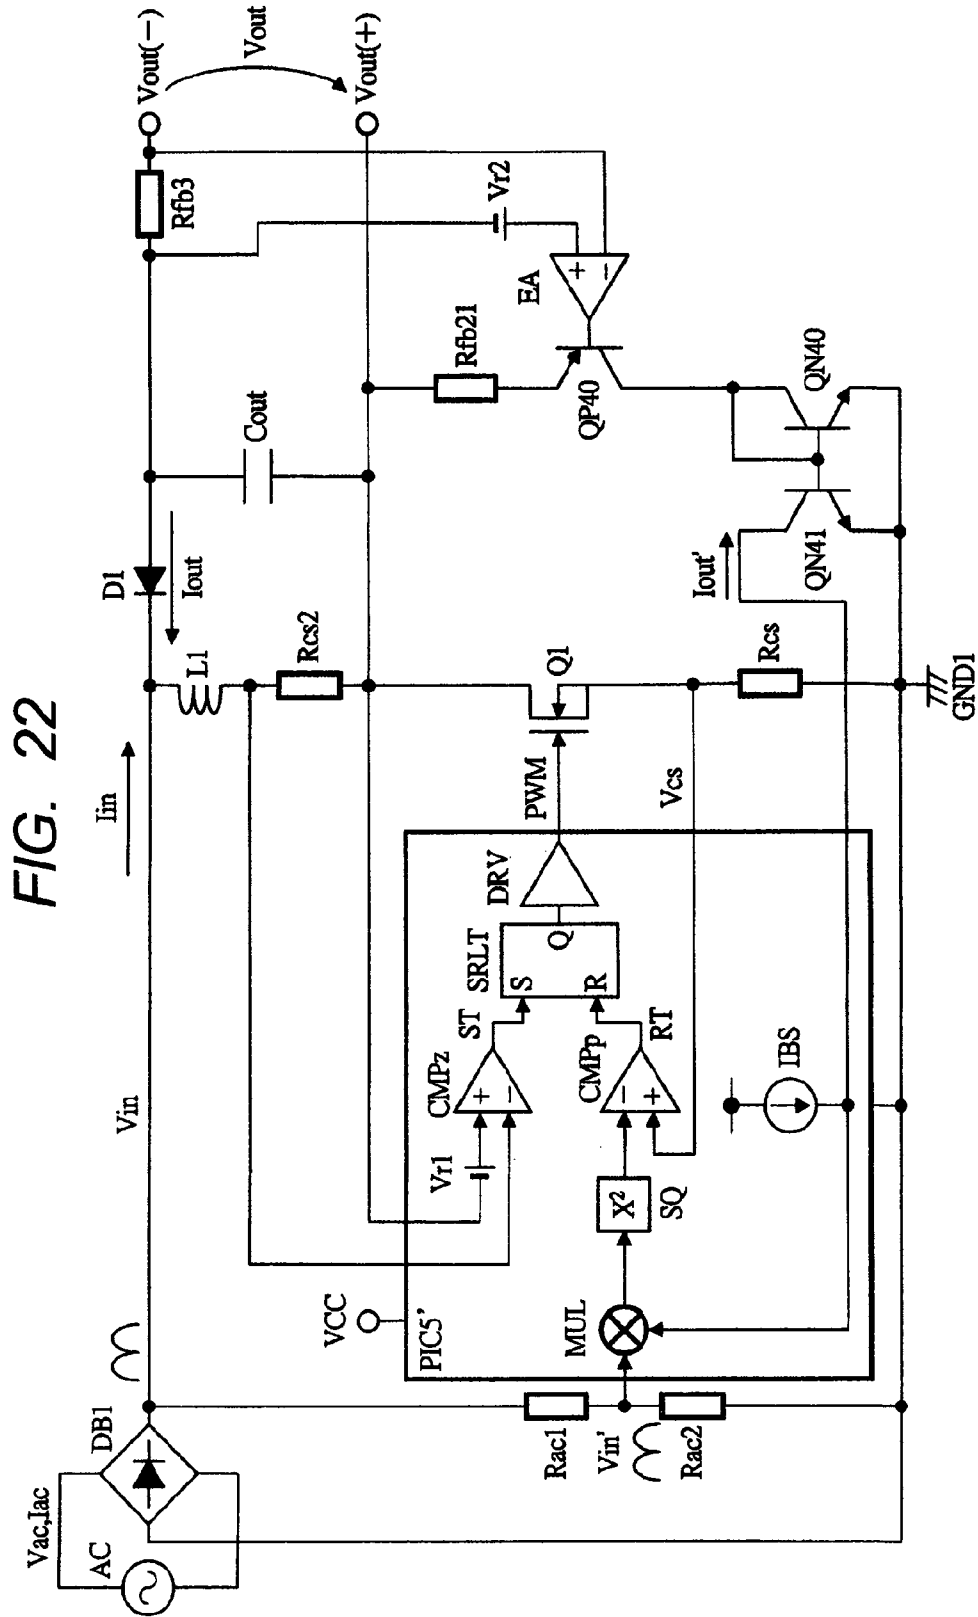 FIG. 22
Vac,Iac
AC
DB1
Vin
Iin
D1
Iout
Cout
Rfb3
Vout(−)
Vout
Vout(+)
L1
Rcs2
VCC
PIC5'
Vr1
CMPz
+
−
ST
SRLT
S
R
Q
DRV
PWM
Q1
Rfb21
EA
+
−
Vr2
QP40
Rac1
Vin'
Rac2
MUL
X²
SQ
CMPp
−
+
RT
Vcs
IBS
Rcs
Iout'
QN41
QN40
GND1